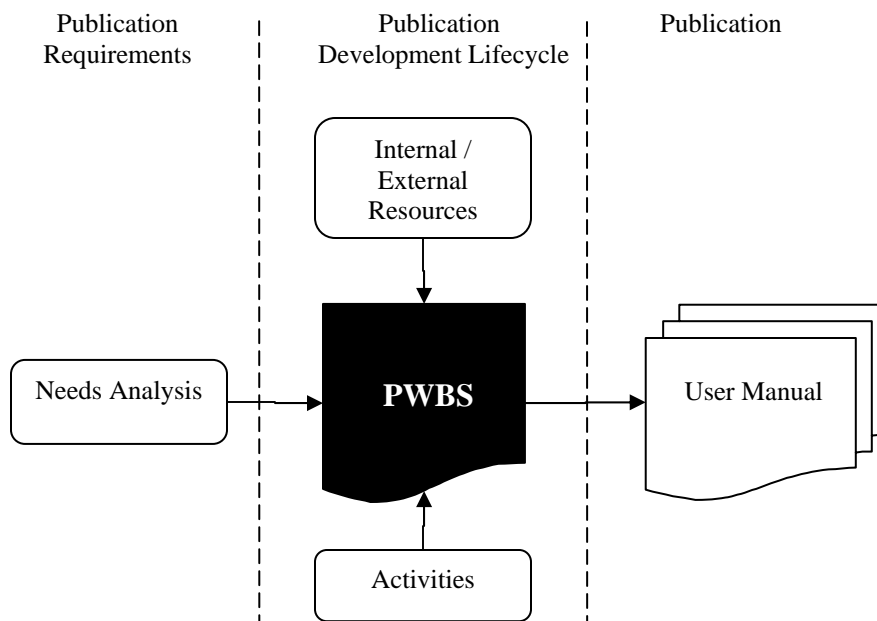 Publication
Requirements
Publication
Development Lifecycle
Publication
Internal /
External
Resources
Needs Analysis
PWBS
User Manual
Activities